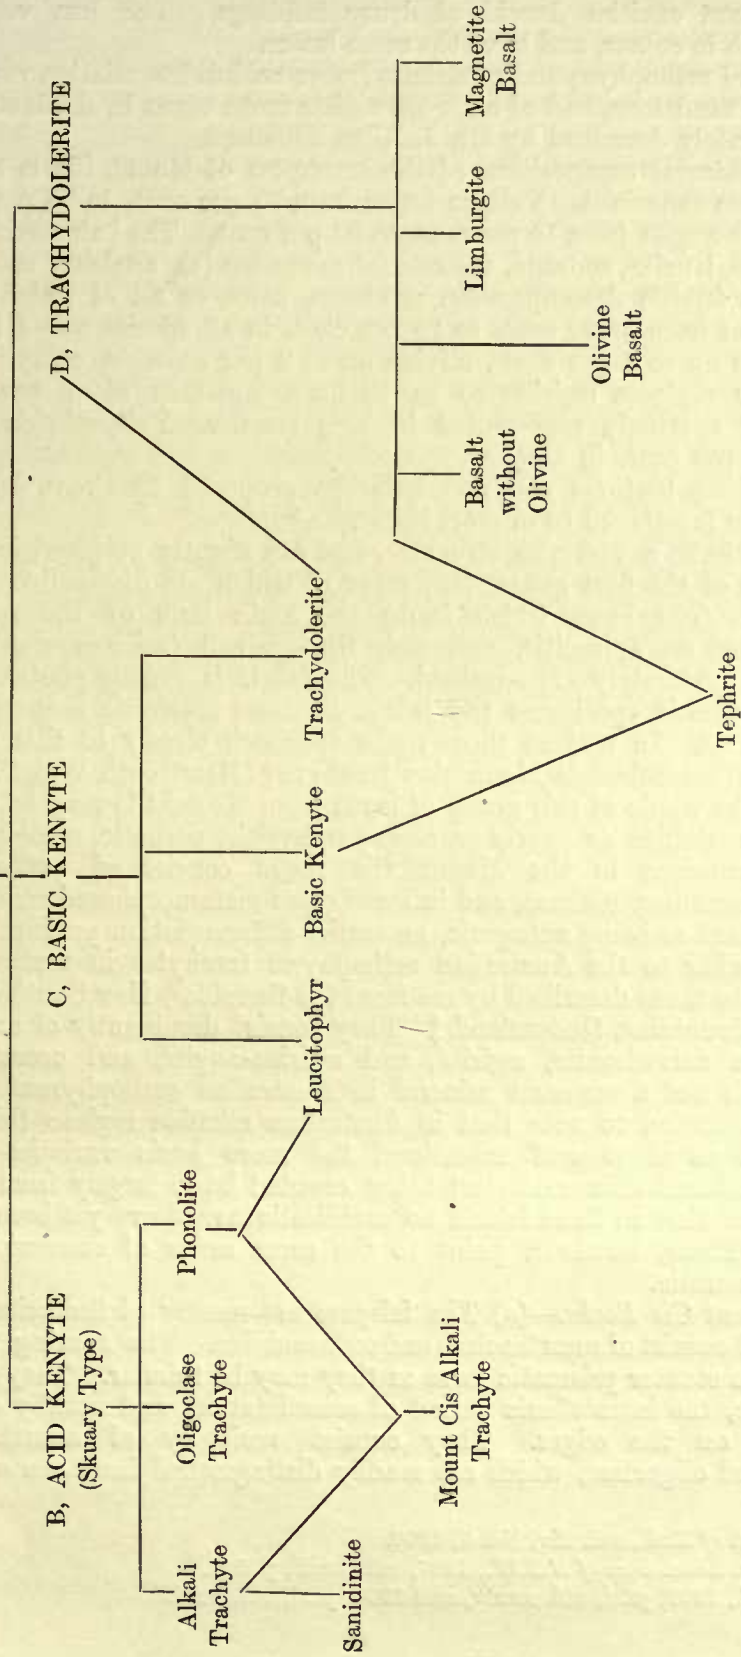 B, ACID KENYTE
(Skuary Type)
C, BASIC KENYTE
D, TRACHYDOLERITE
Alkali
Trachyte
Oligoclase
Trachyte
Phonolite
Leucitophyr
Basic Kenyte
Trachydolerite
Sanidinite
Mount Cis Alkali
Trachyte
Basalt
without
Olivine
Olivine
Basalt
Limburgite
Magnetite
Basalt
Tephrite